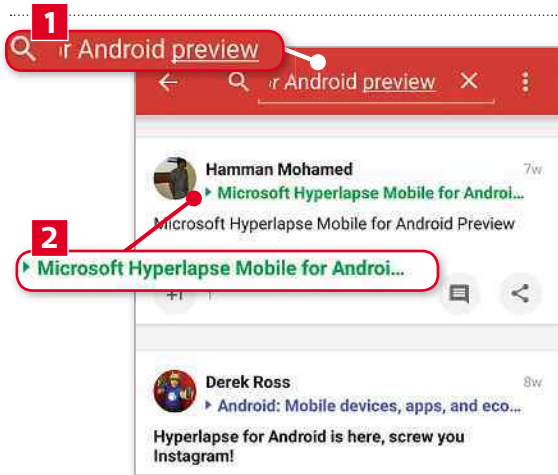 1
r Android preview
r Android preview
Hamman Mohamed 7w
Microsoft Hyperlapse Mobile for Androi...
Microsoft Hyperlapse Mobile for Android Preview
2
Microsoft Hyperlapse Mobile for Androi...
+1 1
Derek Ross 8w
Android: Mobile devices, apps, and eco...
Hyperlapse for Android is here, screw you
Instagram!